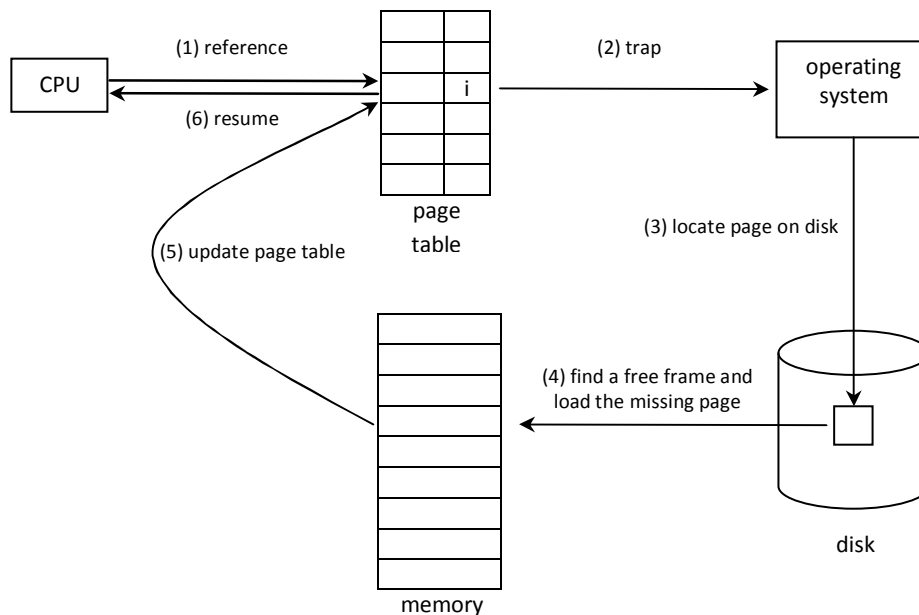 (1) reference
(2) trap
CPU
i
operating
system
(6) resume
page
table
(3) locate page on disk
(5) update page table
(4) find a free frame and
load the missing page
disk
memory